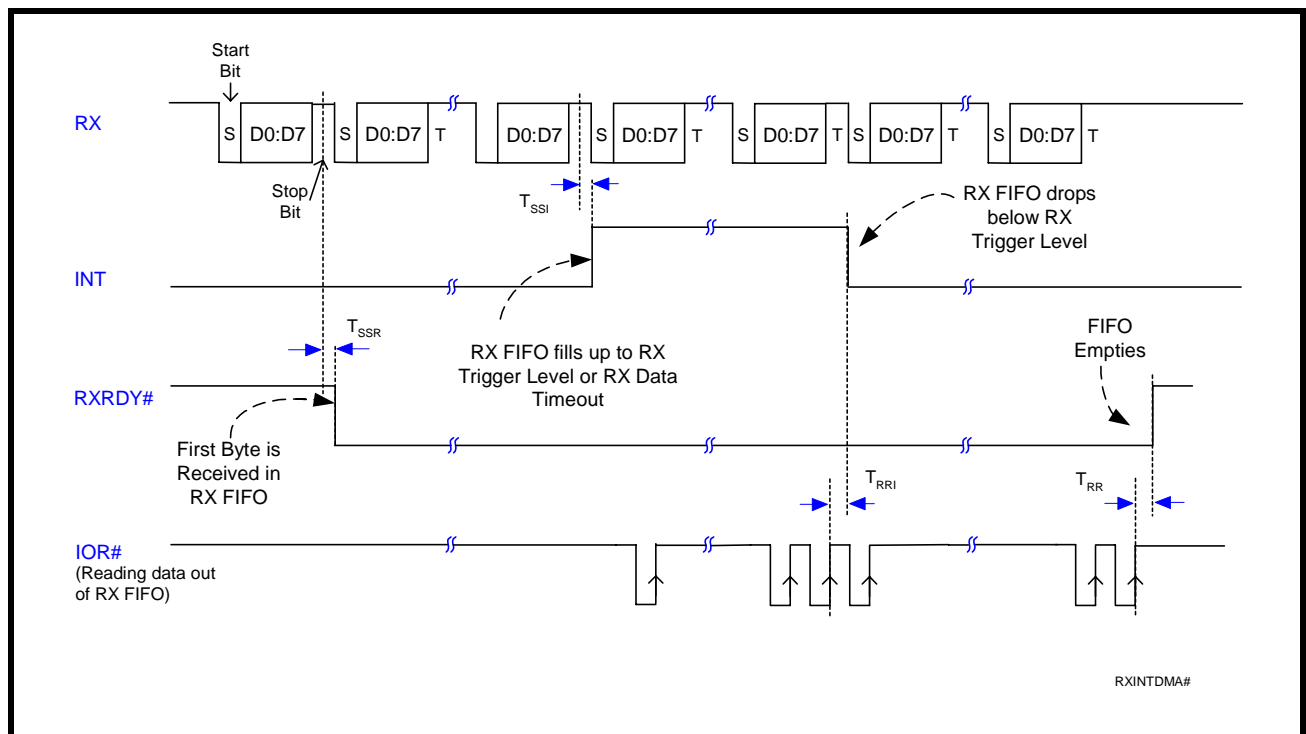 Start
Bit
RX
S D0:D7 S D0:D7 T D0:D7 S D0:D7 T S D0:D7 T S D0:D7 T S D0:D7 T
Stop
Bit
TSSI
RX FIFO drops
below RX
Trigger Level
INT
TSSR
RX FIFO fills up to RX
Trigger Level or RX Data
Timeout
FIFO
Empties
RXRDY#
First Byte is
Received in
RX FIFO
TRRI
TRR
IOR#
(Reading data out
of RX FIFO)
RXINTDMA#